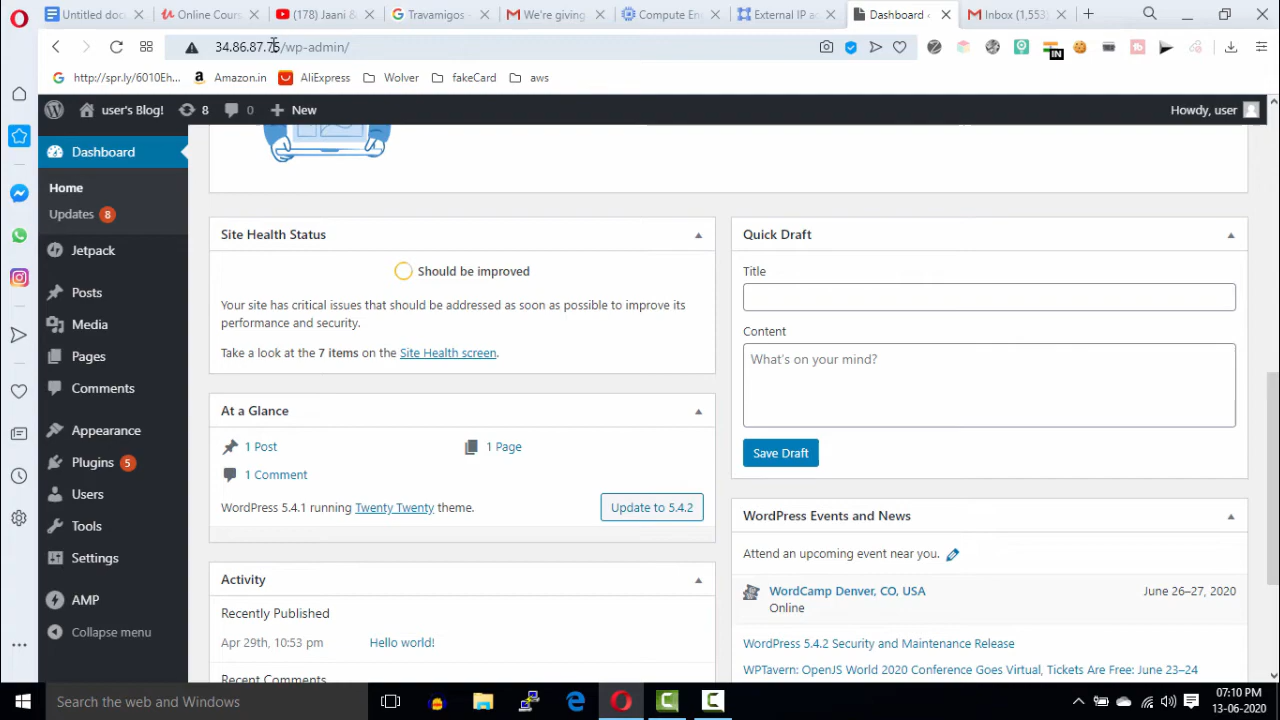 Untitled doc
Online Cour
(178) Jaani &
Travamigos -
We're giving
Compute En
External IP a
Dashboard
Inbox (1,553)
34.86.87.75/wp-admin/
IN
http://spr.ly/6010Eh...
Amazon.in
AliExpress
Wolver
fakeCard
aws
user's Blog!
8
0
New
Howdy, user
Dashboard
Home
Updates 8
Jetpack
Posts
Media
Pages
Comments
Appearance
Plugins 5
Users
Tools
Settings
AMP
Collapse menu
Site Health Status
Should be improved
Your site has critical issues that should be addressed as soon as possible to improve its
performance and security.
Take a look at the 7 items on the Site Health screen.
At a Glance
1 Post
1 Page
1 Comment
WordPress 5.4.1 running Twenty Twenty theme.
Update to 5.4.2
Activity
Recently Published
Apr 29th, 10:53 pm
Hello world!
Recent Comments
Quick Draft
Title
Content
What's on your mind?
Save Draft
WordPress Events and News
Attend an upcoming event near you.
WordCamp Denver, CO, USA
June 26–27, 2020
Online
WordPress 5.4.2 Security and Maintenance Release
WPTavern: OpenJS World 2020 Conference Goes Virtual, Tickets Are Free: June 23–24
Search the web and Windows
07:10 PM
13-06-2020